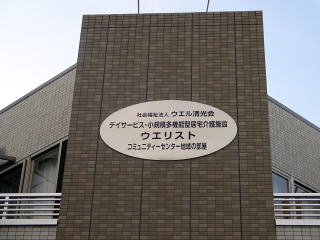 社会福祉法人 ウエル清光会
デイサービス・小規模多機能型居宅介護施設
ウエリスト
コミュニティーセンター地域の部屋